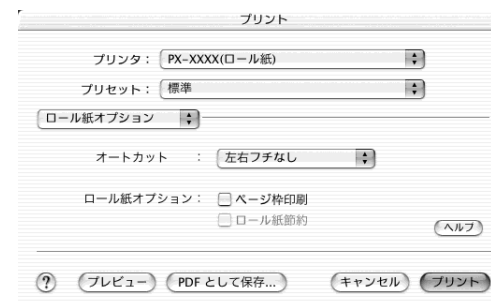 プリント
プリンタ： PX-XXXX(ロール紙)
プリセット： 標準
ロール紙オプション
オートカット ： 左右フチなし
ロール紙オプション： ページ枠印刷
ロール紙節約
ヘルプ
? プレビュー PDF として保存... キャンセル プリント